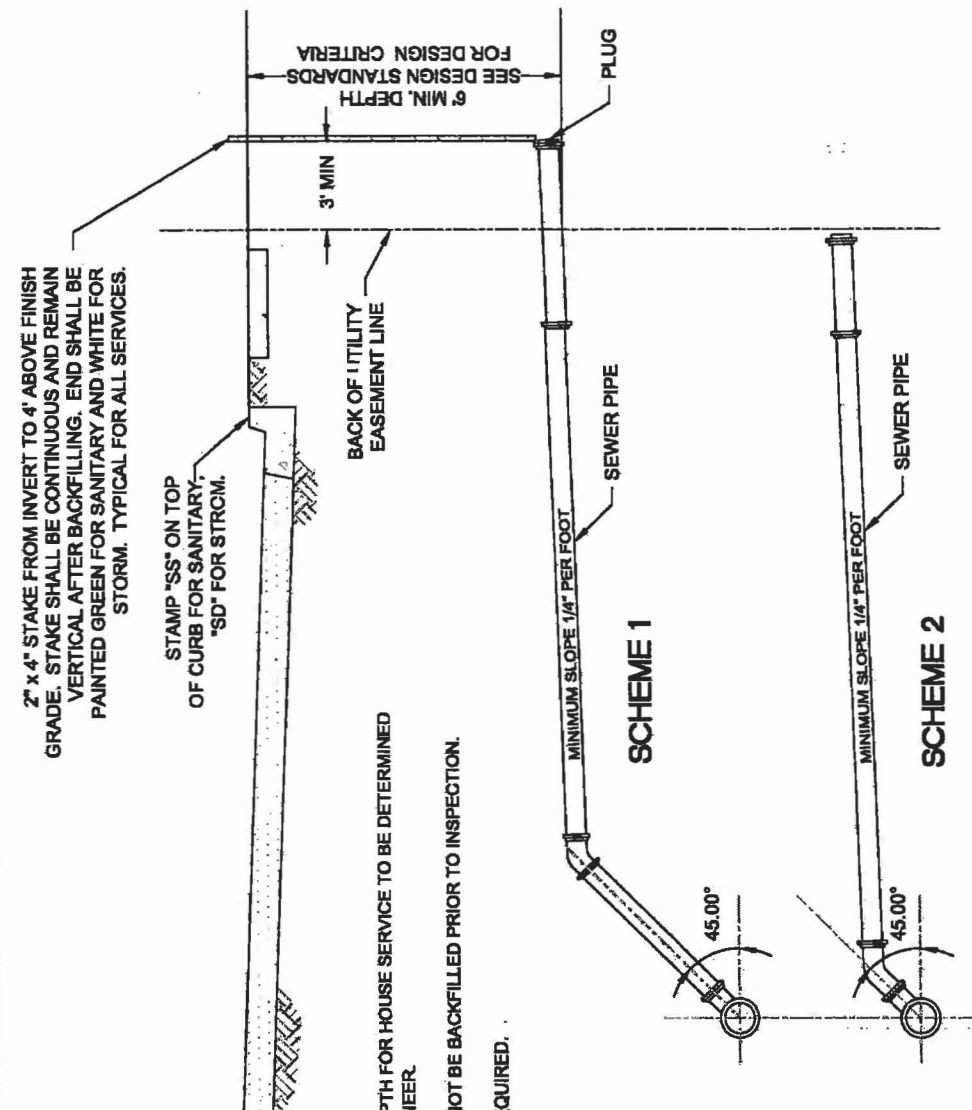 2" x 4" STAKE FROM INVERT TO 4' ABOVE FINISH
GRADE. STAKE SHALL BE CONTINUOUS AND REMAIN
VERTICAL AFTER BACKFILLING. END SHALL BE
PAINTED GREEN FOR SANITARY AND WHITE FOR
STORM. TYPICAL FOR ALL SERVICES.
6' MIN. DEPTH
SEE DESIGN STANDARDS
FOR DESIGN CRITERIA
3' MIN
PLUG
STAMP "SS" ON TOP
OF CURB FOR SANITARY,
"SD" FOR STRCM.
BACK OF UTILITY
EASEMENT LINE
SEWER PIPE
MINIMUM SLOPE 1/4" PER FOOT
SCHEME 1
45.00°
PTH FOR HOUSE SERVICE TO BE DETERMINED
NEER.
NOT BE BACKFILLED PRIOR TO INSPECTION.
QUIRED.
SEWER PIPE
MINIMUM SLOPE 1/4" PER FOOT
SCHEME 2
45.00°